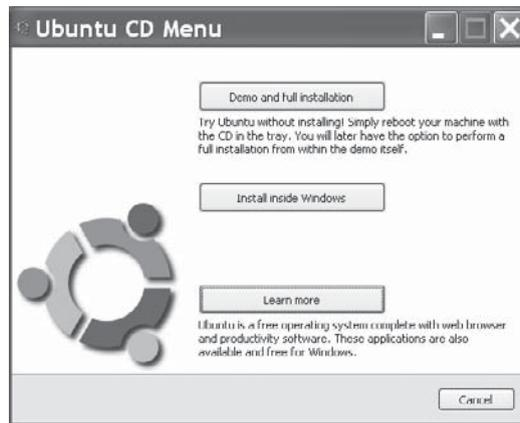 Ubuntu CD Menu
Demo and full installation
Try Ubuntu without installing! Simply reboot your machine with
the CD in the tray. You will later have the option to perform a
full installation from within the demo itself.
Install inside Windows
Learn more
Ubuntu is a free operating system complete with web browser
and productivity software. These applications are also
available and free for Windows.
Cancel